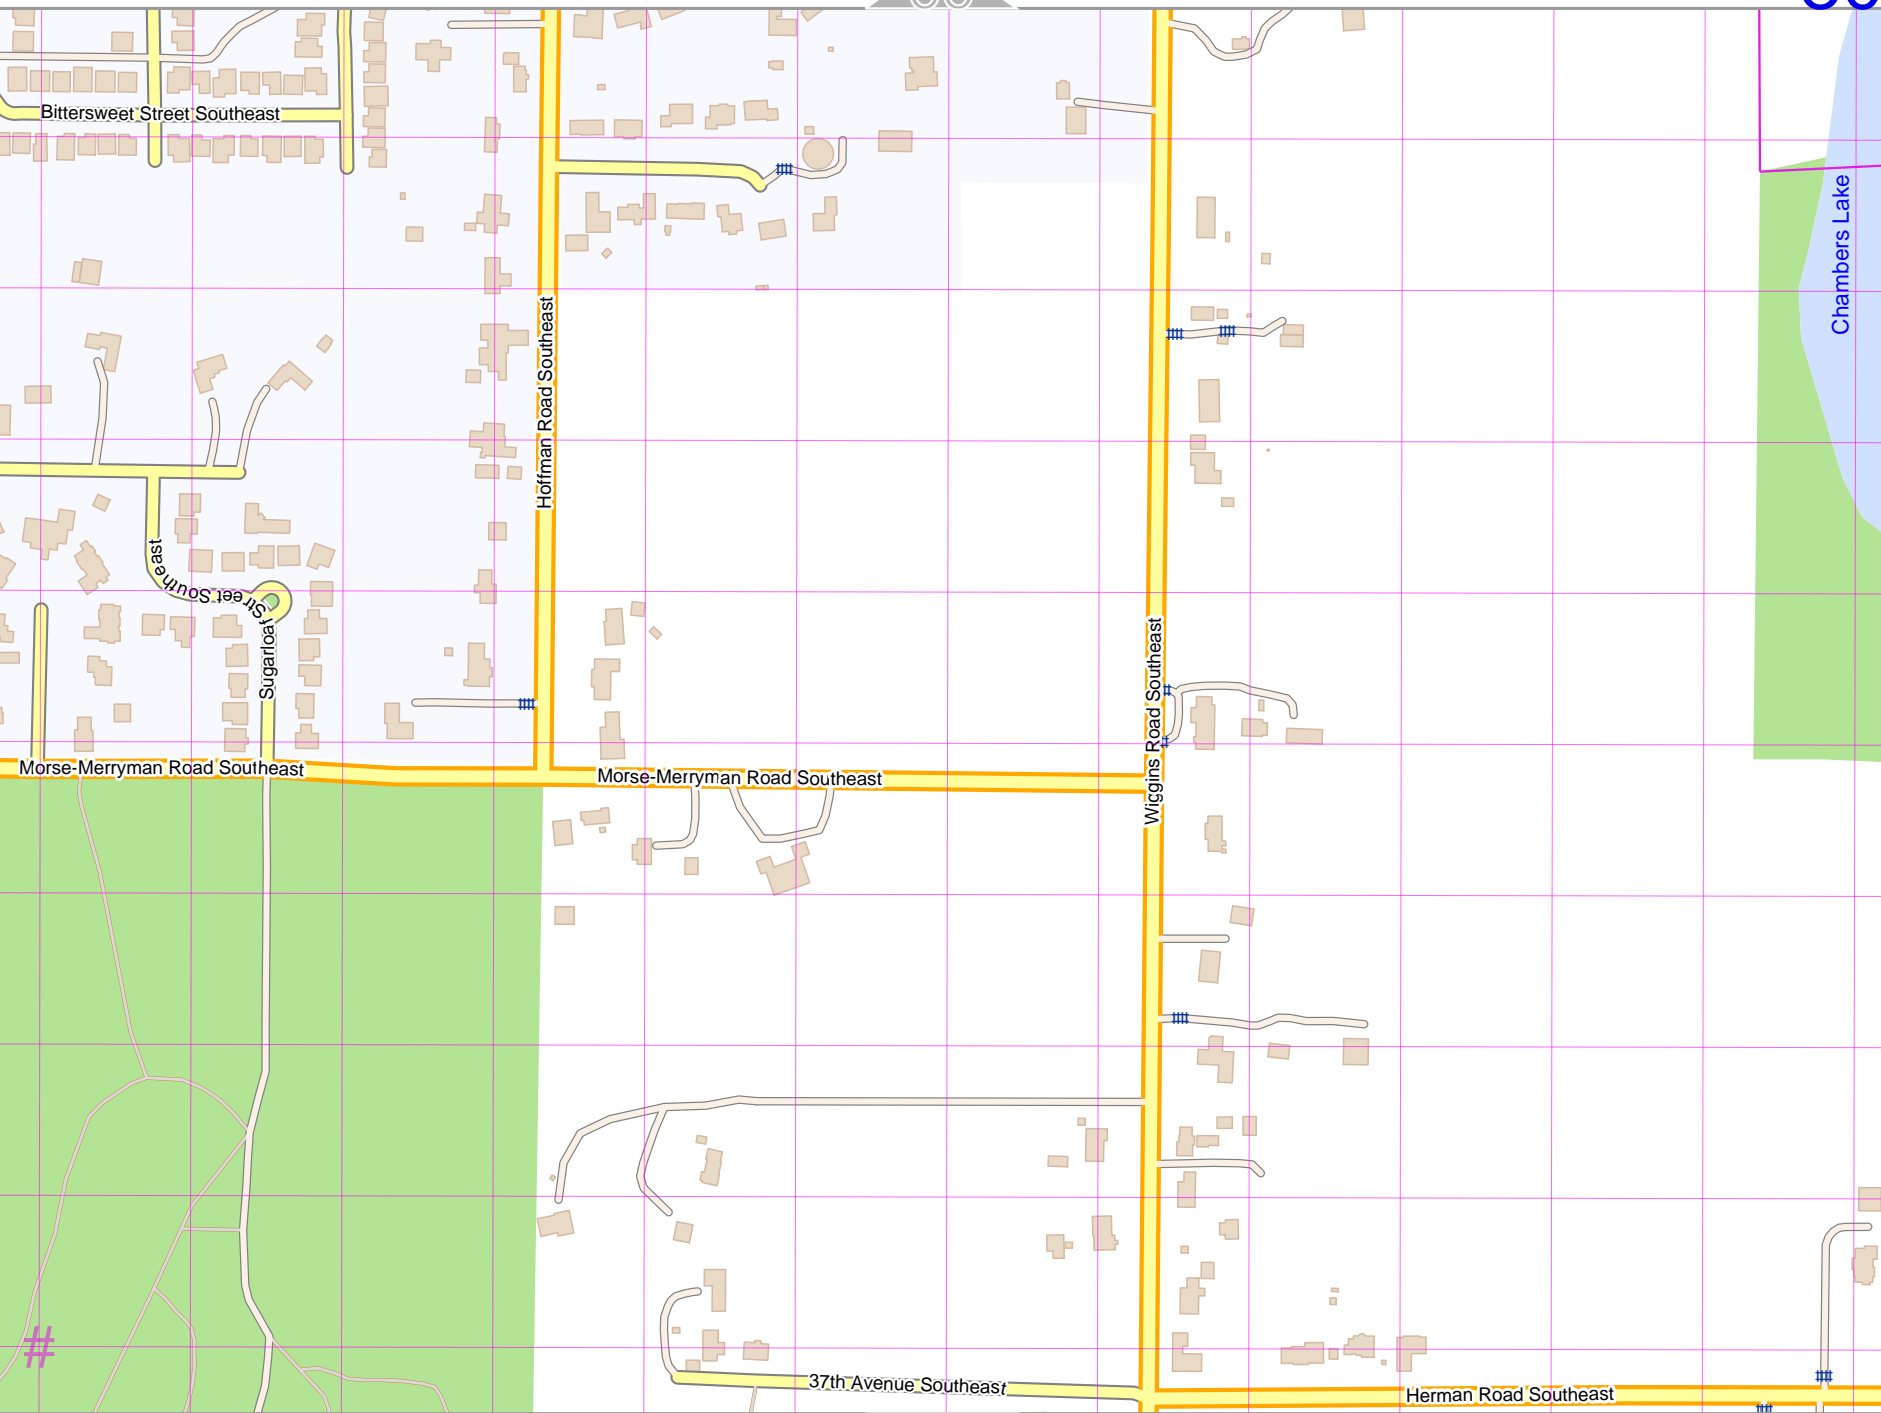 Bittersweet Street Southeast
Chambers Lake
Hoffman Road Southeast
Sugarloaf Street Southeast
Wiggins Road Southeast
Morse-Merryman Road Southeast
Morse-Merryman Road Southeast
#
37th Avenue Southeast
Herman Road Southeast